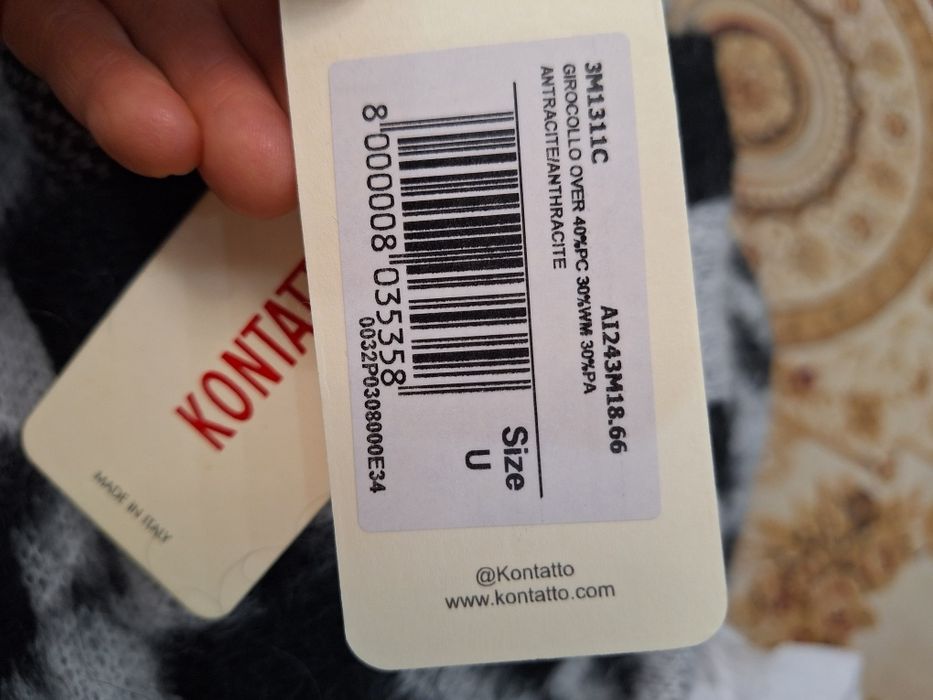 3M1311C
AI243M18.66
GIROCOLLO OVER 40%PC 30%WM 30%PA
ANTRACITE/ANTHRACITE
Size
U
8 000008 035358
0032P0308000E34
@Kontatto
www.kontatto.com
KONTAT
MADE IN ITALY